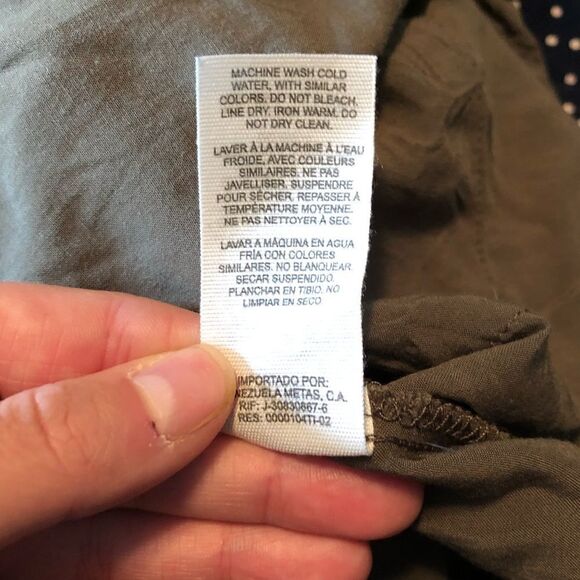 MACHINE WASH COLD
WATER, WITH SIMILAR
COLORS. DO NOT BLEACH.
LINE DRY. IRON WARM. DO
NOT DRY CLEAN.
LAVER À LA MACHINE À L'EAU
FROIDE, AVEC COULEURS
SIMILAIRES. NE PAS
JAVELLISER. SUSPENDRE
POUR SÉCHER. REPASSER À
TEMPÉRATURE MOYENNE.
NE PAS NETTOYER À SEC.
LAVAR A MÁQUINA EN AGUA
FRÍA CON COLORES
SIMILARES. NO BLANQUEAR.
SECAR SUSPENDIDO.
PLANCHAR EN TIBIO. NO
LIMPIAR EN SECO.
IMPORTADO POR:
ENEZUELA METAS, C.A.
RIF: J-30830667-6
RES: 0000104TI-02